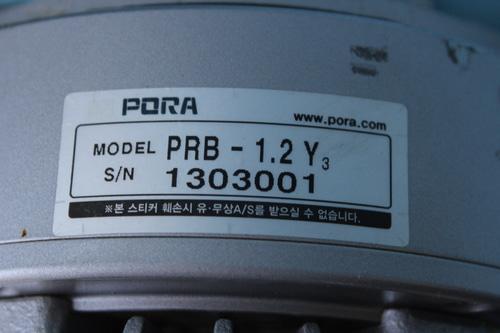 PORA
www.pora.com
MODEL PRB - 1.2 Y3
S/N 1303001
※본 스티커 훼손시 유·무상A/S를 받으실 수 없습니다.